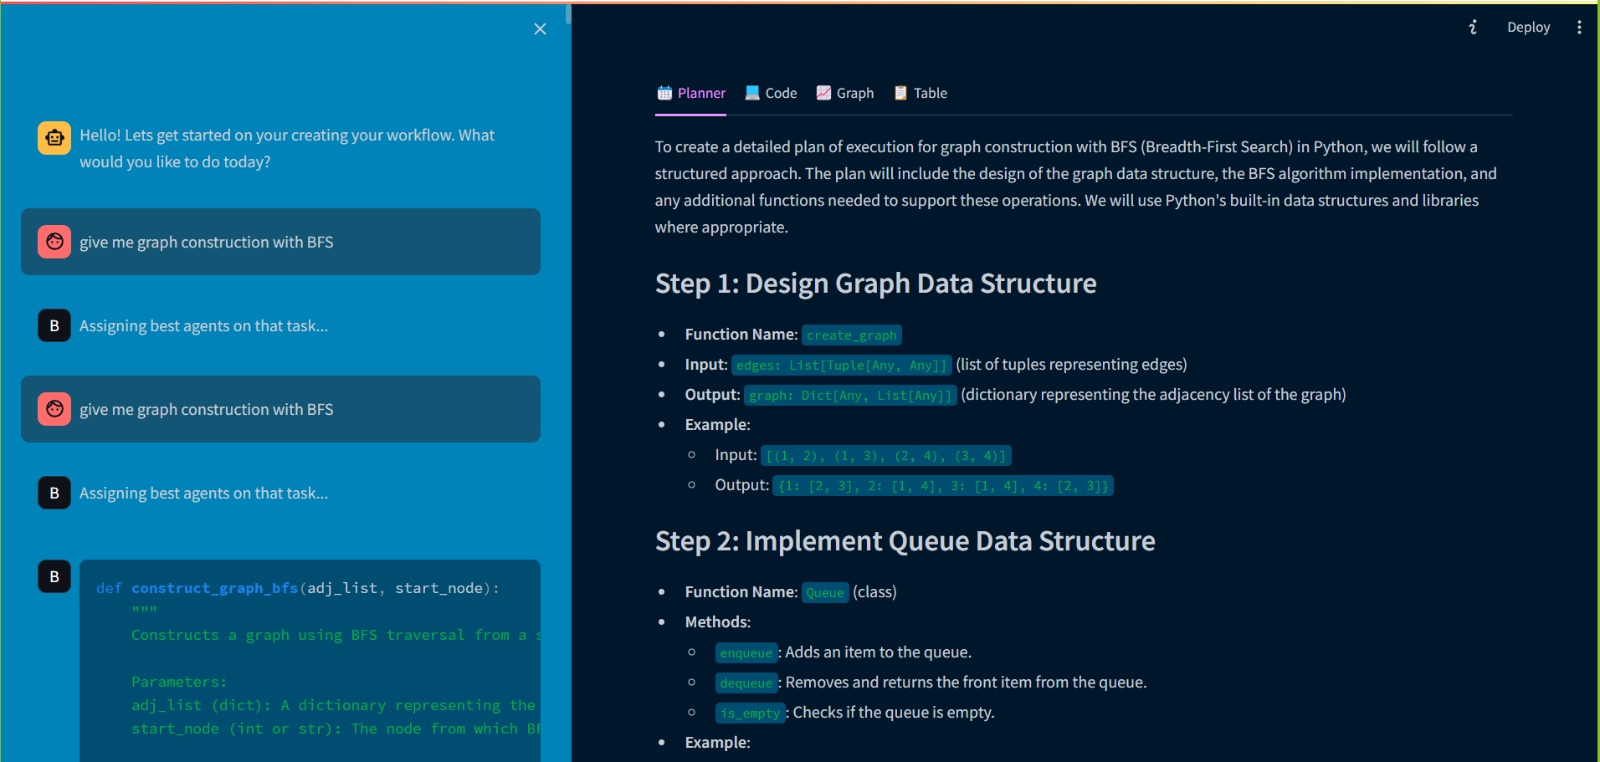 Hello! Lets get started on your creating your workflow. What
would you like to do today?
give me graph construction with BFS
B
Assigning best agents on that task...
give me graph construction with BFS
B
Assigning best agents on that task...
B
def construct_graph_bfs(adj_list, start_node):
"""
Constructs a graph using BFS traversal from a s
Parameters:
adj_list (dict): A dictionary representing the
start_node (int or str): The node from which BF
Deploy
Planner
Code
Graph
Table
To create a detailed plan of execution for graph construction with BFS (Breadth-First Search) in Python, we will follow a
structured approach. The plan will include the design of the graph data structure, the BFS algorithm implementation, and
any additional functions needed to support these operations. We will use Python's built-in data structures and libraries
where appropriate.
Step 1: Design Graph Data Structure
• Function Name: create_graph
• Input: edges: List[Tuple[Any, Any]] (list of tuples representing edges)
• Output: graph: Dict[Any, List[Any]] (dictionary representing the adjacency list of the graph)
• Example:
○ Input: [(1, 2), (1, 3), (2, 4), (3, 4)]
○ Output: {1: [2, 3], 2: [1, 4], 3: [1, 4], 4: [2, 3]}
Step 2: Implement Queue Data Structure
• Function Name: Queue (class)
• Methods:
○ enqueue: Adds an item to the queue.
○ dequeue: Removes and returns the front item from the queue.
○ is_empty: Checks if the queue is empty.
• Example: